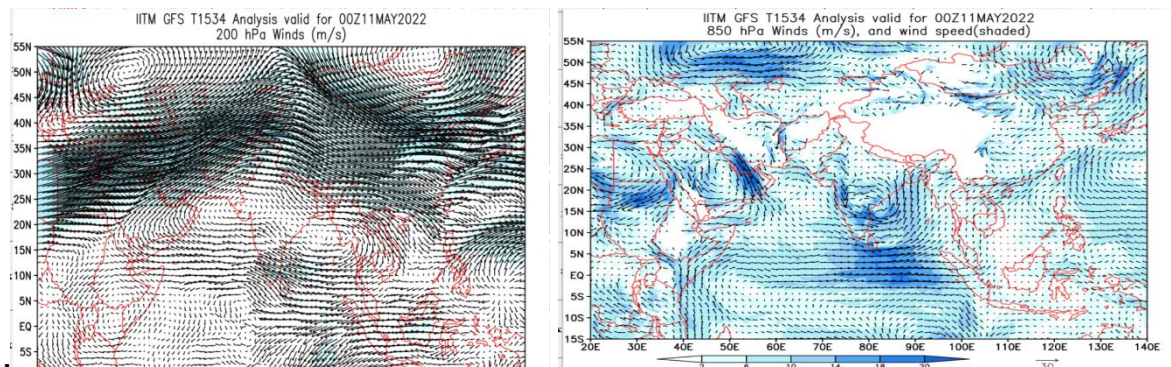 IITM GFS T1534 Analysis valid for 00Z11MAY2022
200 hPa Winds (m/s)
55N
50N
45N
40N
35N
30N
25N
20N
15N
10N
5N
EQ
5S
IITM GFS T1534 Analysis valid for 00Z11MAY2022
850 hPa Winds (m/s), and wind speed(shaded)
55N
50N
45N
40N
35N
30N
25N
20N
15N
10N
5N
EQ
5S
10S
15S
20E 30E 40E 50E 60E 70E 80E 90E 100E 110E 120E 130E 140E
10 14 18 20
30